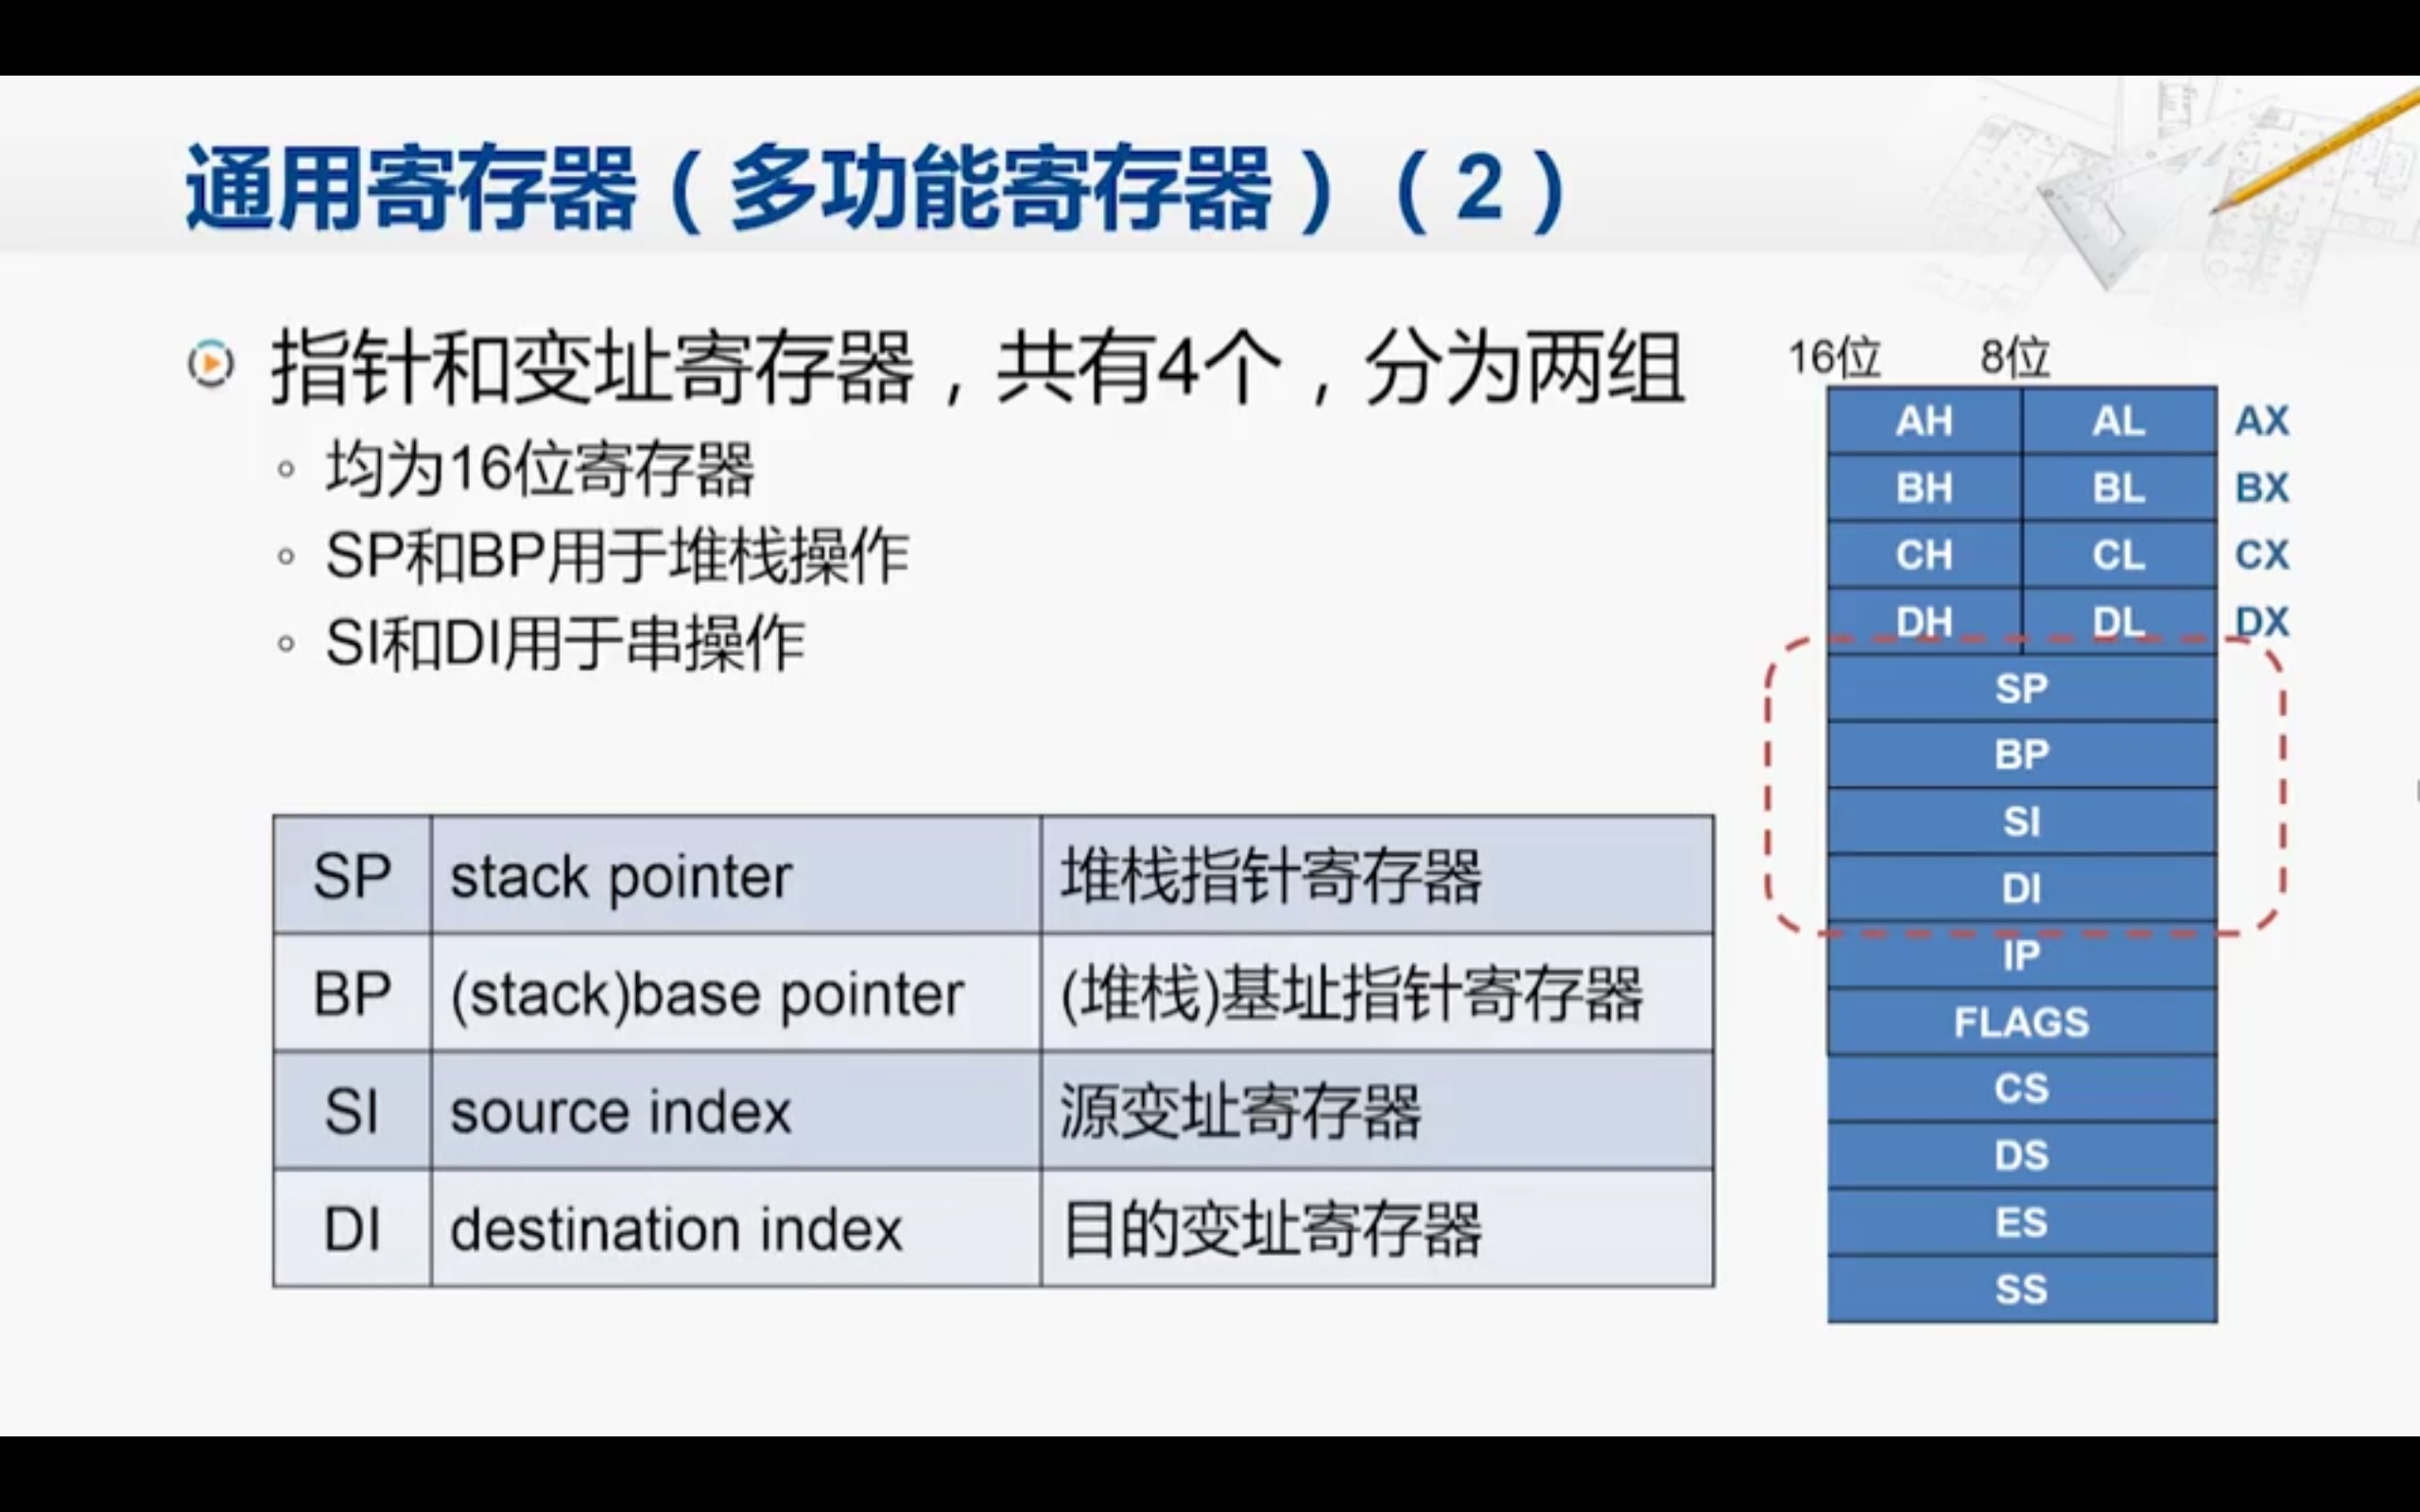 通用寄存器（多功能寄存器）（2）
指针和变址寄存器，共有4个，分为两组
均为16位寄存器
SP和BP用于堆栈操作
SI和DI用于串操作
SP stack pointer 堆栈指针寄存器
BP (stack)base pointer (堆栈)基址指针寄存器
SI source index 源变址寄存器
DI destination index 目的变址寄存器
16位 8位
AH AL AX
BH BL BX
CH CL CX
DH DL DX
SP
BP
SI
DI
IP
FLAGS
CS
DS
ES
SS